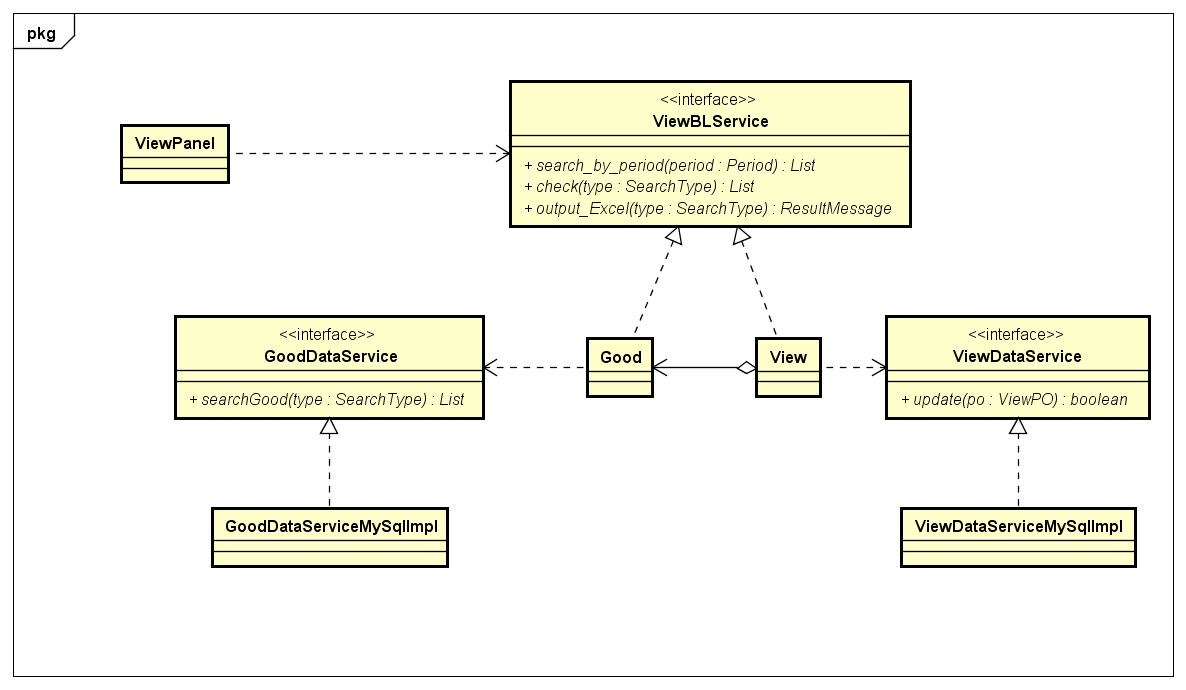 pkg
ViewPanel
<<interface>>
ViewBLService
+ search_by_period(period : Period) : List
+ check(type : SearchType) : List
+ output_Excel(type : SearchType) : ResultMessage
<<interface>>
GoodDataService
+ searchGood(type : SearchType) : List
Good
View
<<interface>>
ViewDataService
+ update(po : ViewPO) : boolean
GoodDataServiceMySqlImpl
ViewDataServiceMySqlImpl